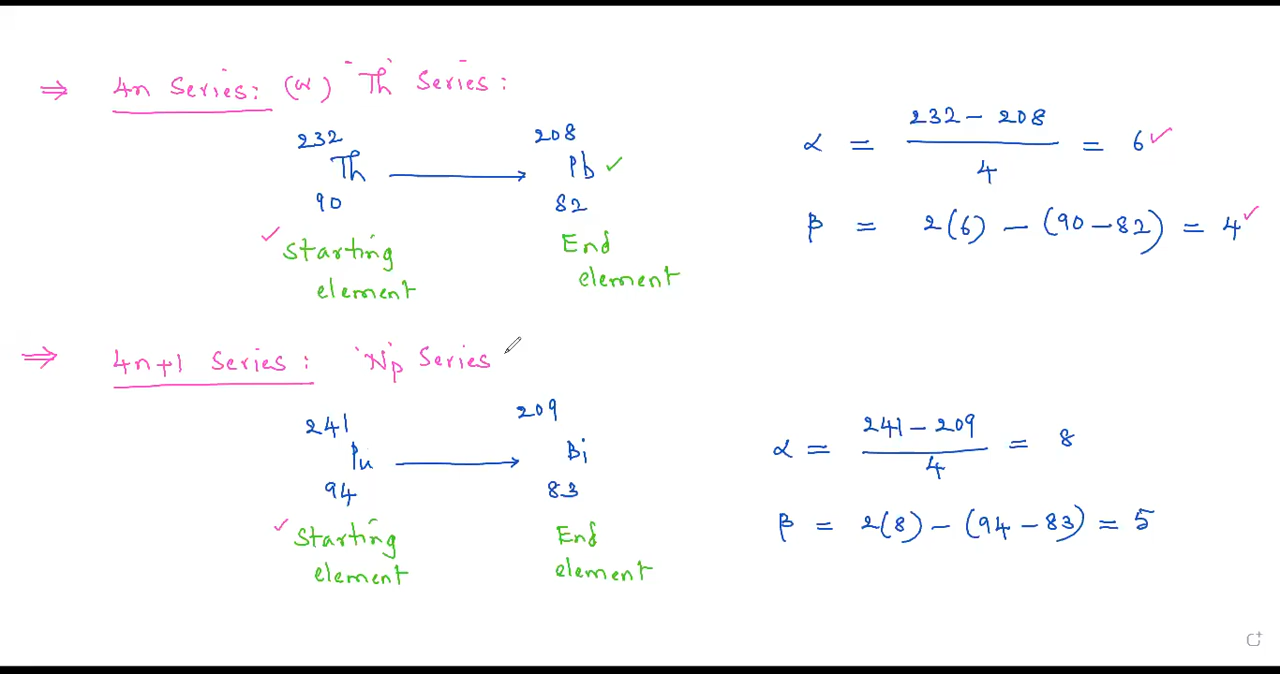 ⇒ 4n Series: (or) 'Th' Series:
232 208
Th ⟶ Pb ✓
90 82
✓ Starting element
End element
α = 232 - 208 / 4 = 6 ✓
β = 2(6) - (90-82) = 4 ✓
⇒ 4n+1 Series: 'Np Series
241 209
Pu ⟶ Bi
94 83
✓ Starting element
End element
α = 241 - 209 / 4 = 8
β = 2(8) - (94-83) = 5